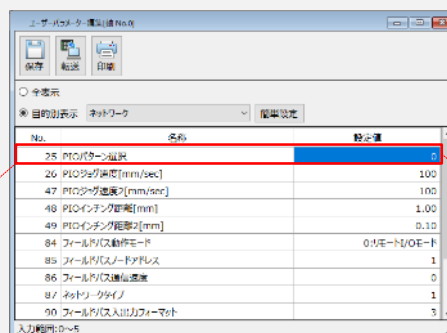 ユーザーパラメーター編集(軸 No.0)
保存 転送 印刷
全表示
目的別表示 ネットワーク 簡単設定
No. 名称 設定値
25 PIOパターン選択 0
26 PIOジョグ速度[mm/sec] 100
47 PIOジョグ速度2[mm/sec] 100
48 PIOインチング距離[mm] 1.00
49 PIOインチング距離2[mm] 0.10
84 フィールドバス動作モード 0:リモートI/Oモード
85 フィールドバスノードアドレス 1
86 フィールドバス通信速度 0
87 ネットワークタイプ 1
90 フィールドバス入出力フォーマット 3
入力範囲:0~5